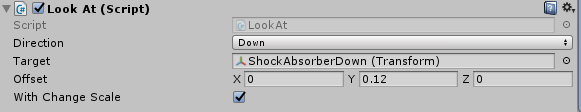 Look At (Script)
Script LookAt
Direction Down
Target ShockAbsorberDown (Transform)
Offset X 0 Y 0.12 Z 0
With Change Scale